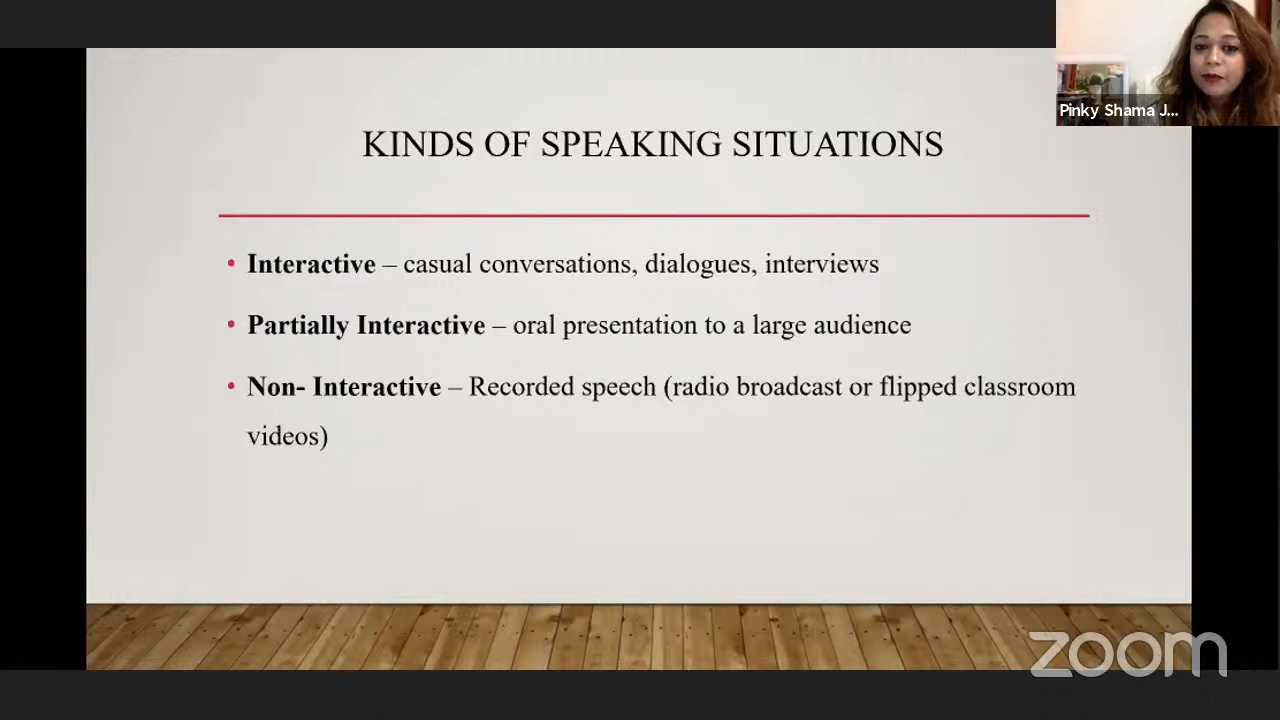 Pinky Shama J...
KINDS OF SPEAKING SITUATIONS
• Interactive – casual conversations, dialogues, interviews
• Partially Interactive – oral presentation to a large audience
• Non- Interactive – Recorded speech (radio broadcast or flipped classroom
videos)
zoom